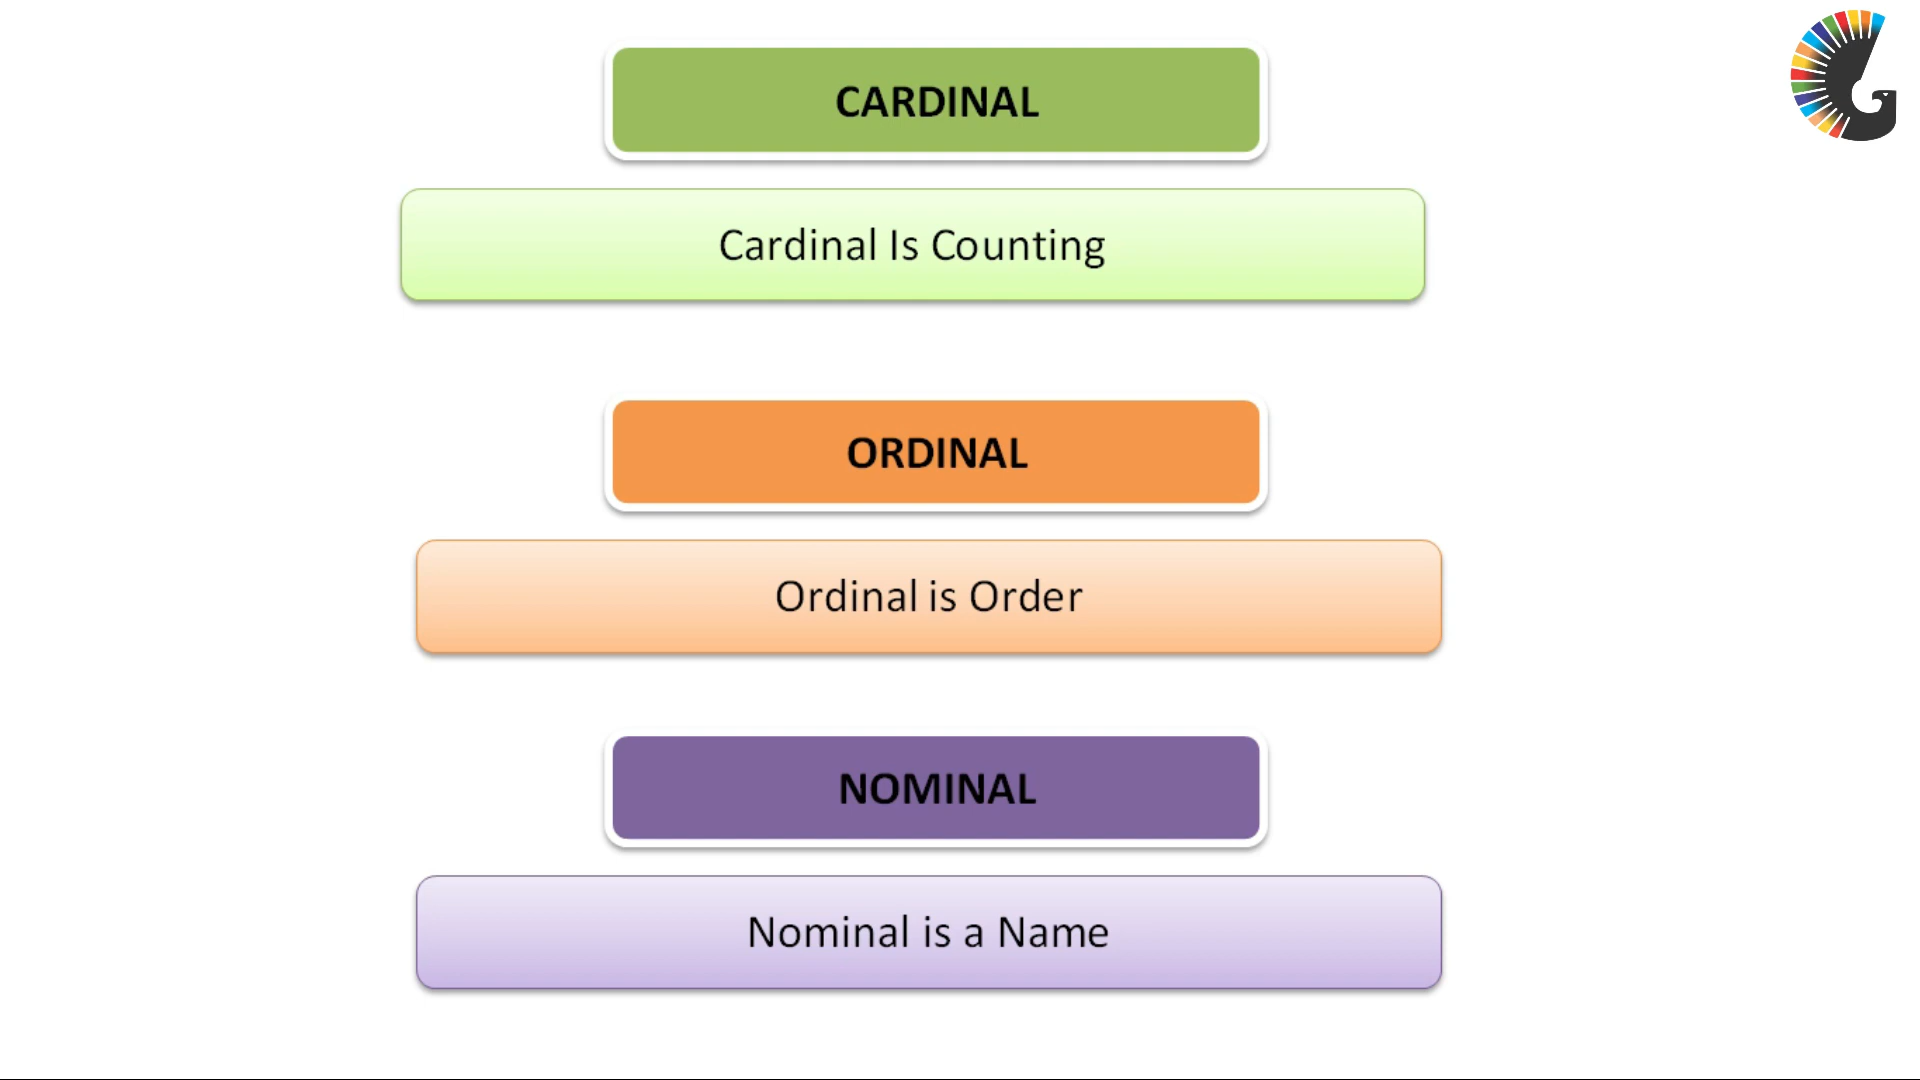 CARDINAL
Cardinal Is Counting
ORDINAL
Ordinal is Order
NOMINAL
Nominal is a Name